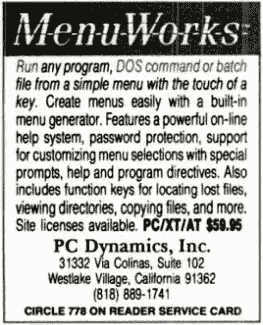 MenuWorks
Run any program, DOS command or batch
file from a simple menu with the touch of a
key. Create menus easily with a built-in
menu generator. Features a powerful on-line
help system, password protection, support
for customizing menu selections with special
prompts, help and program directives. Also
includes function keys for locating lost files,
viewing directories, copying files, and more.
Site licenses available. PC/XT/AT $59.95
PC Dynamics, Inc.
31332 Via Colinas, Suite 102
Westlake Village, California 91362
(818) 889-1741
CIRCLE 778 ON READER SERVICE CARD